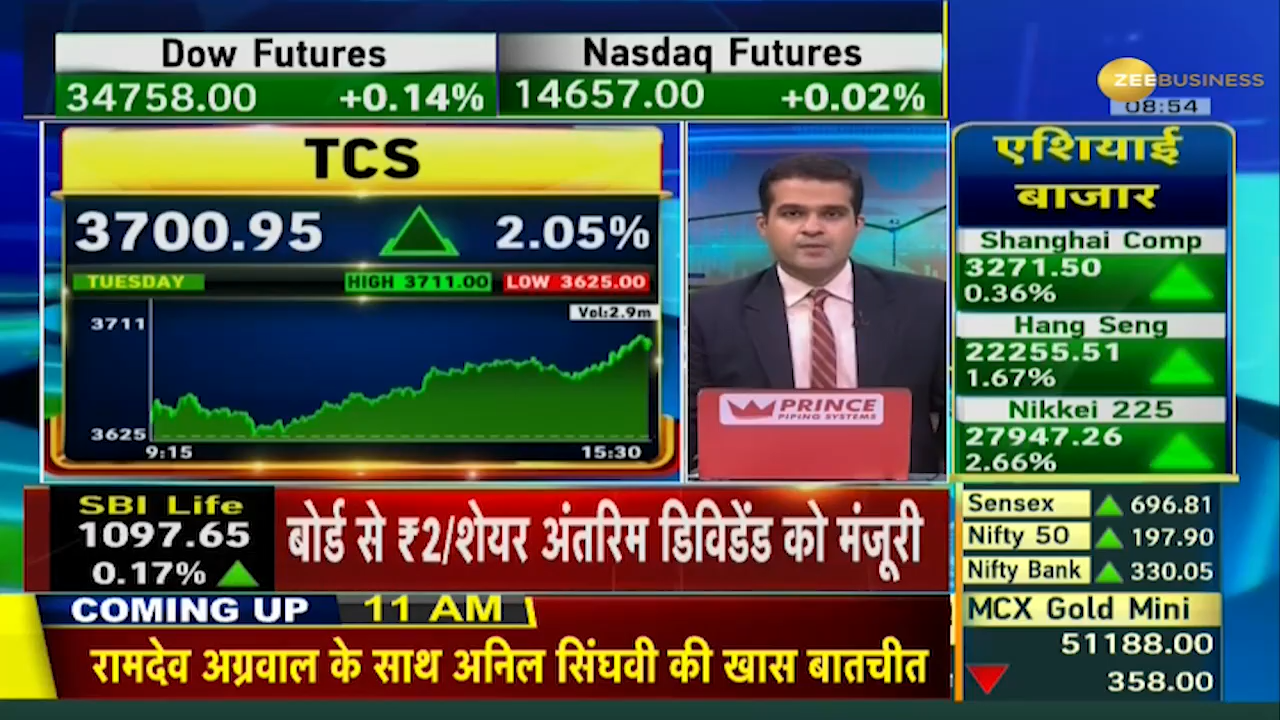 Dow Futures
34758.00 +0.14%
Nasdaq Futures
14657.00 +0.02%
ZEEBUSINESS
08:54
TCS
3700.95 2.05%
TUESDAY HIGH 3711.00 LOW 3625.00
Vol:2.9m
3711
3625
9:15 15:30
PRINCE
PIPING SYSTEMS
एशियाई
बाजार
Shanghai Comp
3271.50
0.36%
Hang Seng
22255.51
1.67%
Nikkei 225
27947.26
2.66%
SBI Life
1097.65
0.17%
बोर्ड से ₹2/शेयर अंतरिम डिविडेंड को मंजूरी
Sensex 696.81
Nifty 50 197.90
Nifty Bank 330.05
MCX Gold Mini
51188.00
358.00
COMING UP 11 AM
रामदेव अग्रवाल के साथ अनिल सिंघवी की खास बातचीत